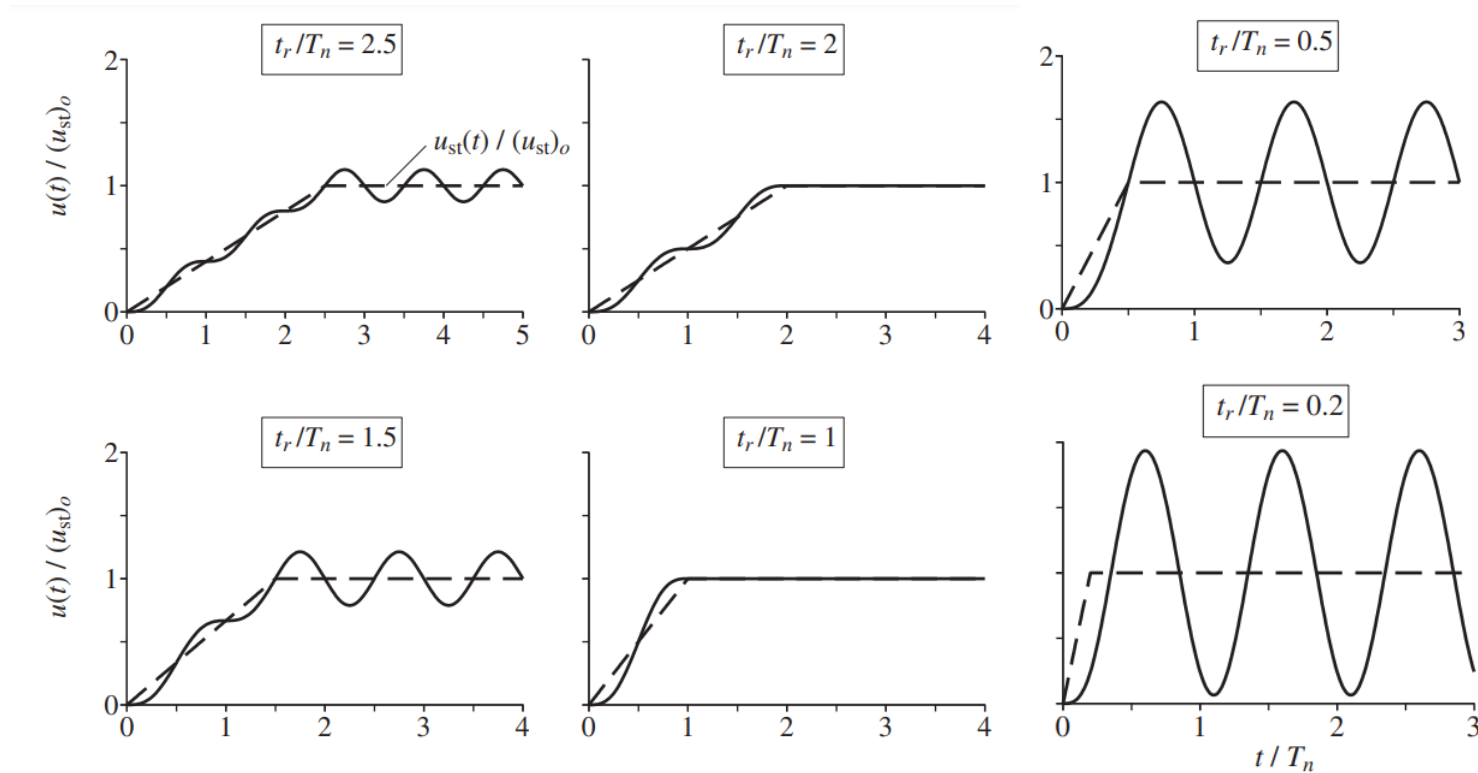 t_r/T_n = 2.5
t_r/T_n = 2
t_r/T_n = 0.5
2
1
0
u(t) / (u_st)_o
u_st(t) / (u_st)_o
0 1 2 3 4 5
0 1 2 3 4
2
1
0
0 1 2 3
t_r/T_n = 1.5
t_r/T_n = 1
t_r/T_n = 0.2
2
1
0
u(t) / (u_st)_o
0 1 2 3 4
0 1 2 3 4
0 1 2 3
t / T_n